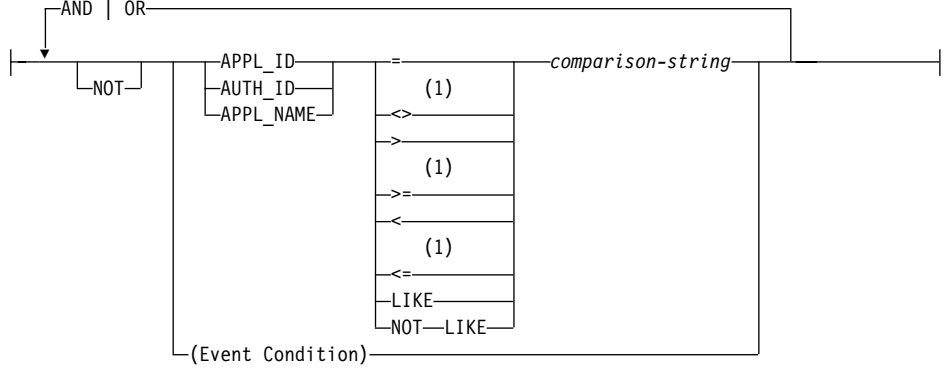 AND | OR
APPL_ID = comparison-string
NOT AUTH_ID (1)
APPL_NAME <>
>
(1)
>=
<
(1)
<=
LIKE
NOT LIKE
(Event Condition)